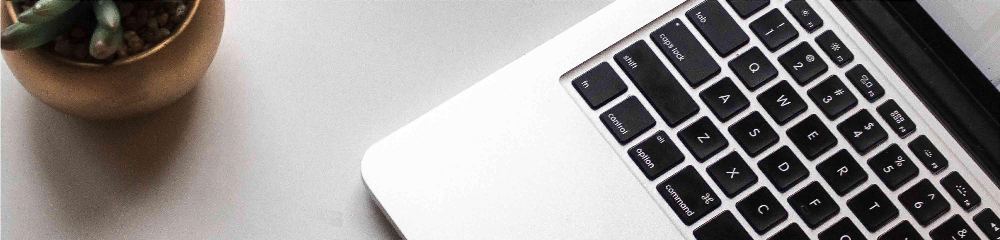 F1
F2
F3
F4
F5
F6
! 1
@ 2
# 3
$ 4
% 5
^ 6
&
tab
Q
W
E
R
T
caps lock
A
S
D
F
shift
Z
X
C
fn
control
alt
option
⌘
command